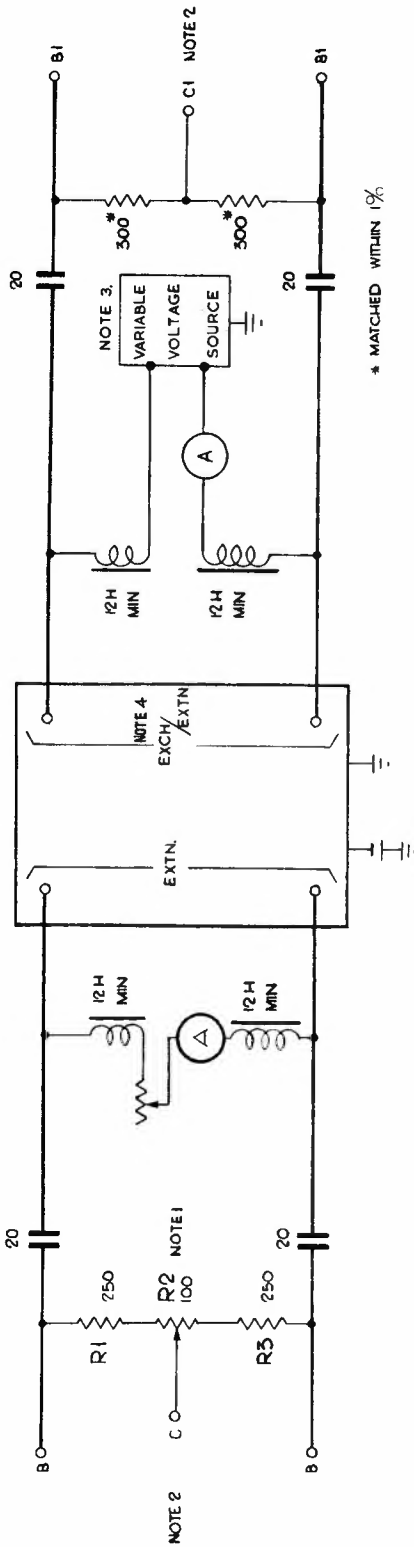 B
NOTE 2
C
B
R1
250
R2
100
NOTE 1
R3
250
20
20
12H
MIN
A
12H
MIN
EXTN.
NOTE 4
EXCH/
EXTN
12H
MIN
12H
MIN
A
NOTE 3.
VARIABLE
VOLTAGE
SOURCE
20
20
300
*
300
*
B1
C1 NOTE 2
B1
* MATCHED WITHIN 1%